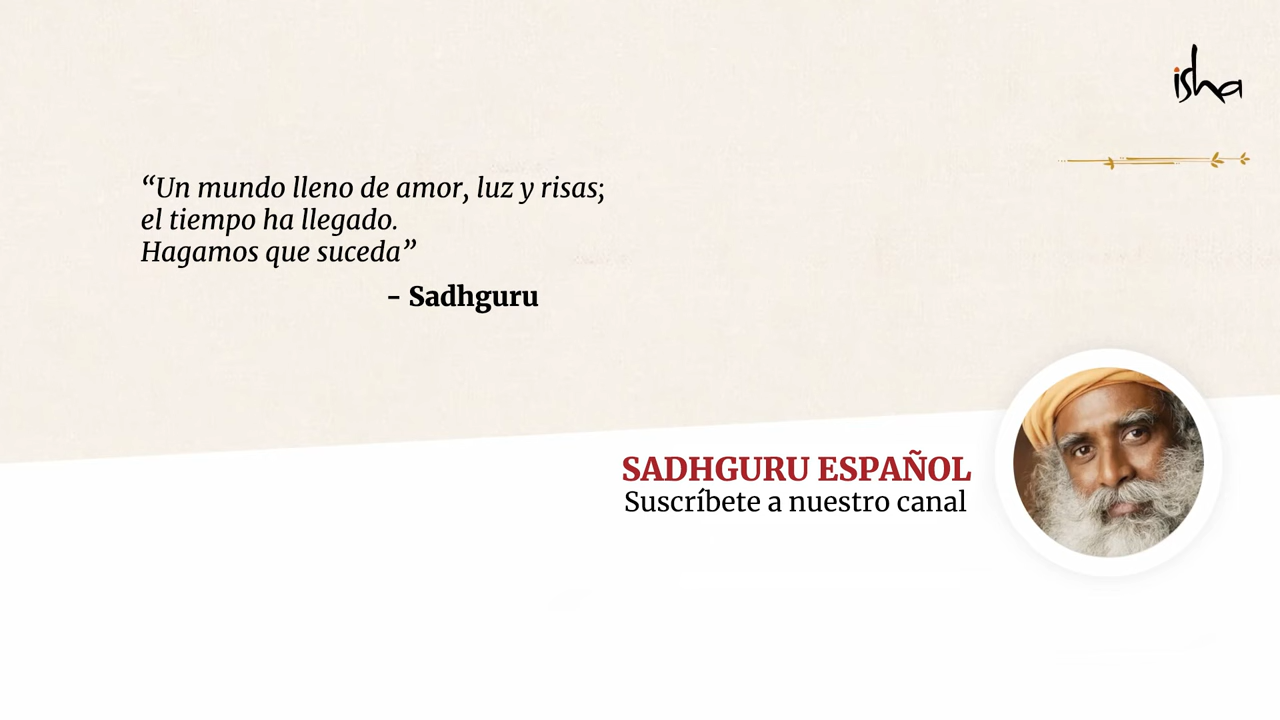 isha
“Un mundo lleno de amor, luz y risas;
el tiempo ha llegado.
Hagamos que suceda”
- Sadhguru
SADHGURU ESPAÑOL
Suscríbete a nuestro canal